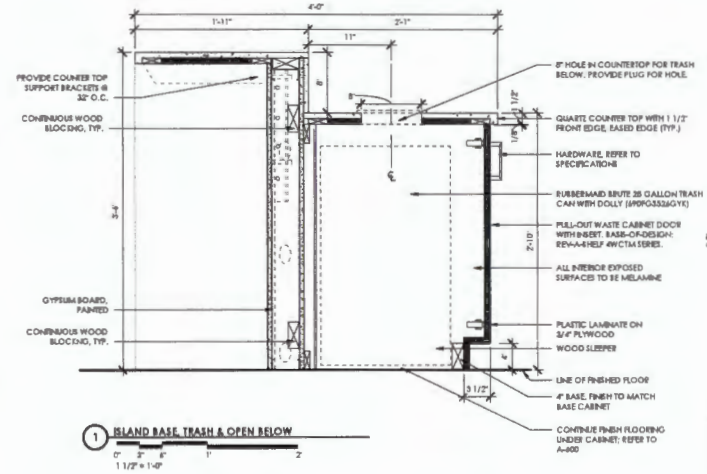 4'-0"
1'-11"
2'-1"
11"
8"
8"
PROVIDE COUNTER TOP
SUPPORT BRACKETS @
32" O.C.
CONTINUOUS WOOD
BLOCKING, TYP.
3'-6"
GYPSUM BOARD,
PAINTED
CONTINUOUS WOOD
BLOCKING, TYP.
8" HOLE IN COUNTERTOP FOR TRASH
BELOW. PROVIDE PLUG FOR HOLE.
1 1/2"
QUARTZ COUNTER TOP WITH 1 1/2"
FRONT EDGE, EASED EDGE (TYP.)
1/8"
HARDWARE, REFER TO
SPECIFICATIONS
RUBBERMAID BRUTE 28 GALLON TRASH
CAN WITH DOLLY (690FG3526GYK)
PULL-OUT WASTE CABINET DOOR
WITH INSERT. BASIS-OF-DESIGN:
REV-A-SHELF 4WCTM SERIES.
2'-10"
ALL INTERIOR EXPOSED
SURFACES TO BE MELAMINE
PLASTIC LAMINATE ON
3/4" PLYWOOD
WOOD SLEEPER
4"
LINE OF FINISHED FLOOR
3 1/2"
4" BASE, FINISH TO MATCH
BASE CABINET
CONTINUE FINISH FLOORING
UNDER CABINET; REFER TO
A-600
1 ISLAND BASE, TRASH & OPEN BELOW
0" 3" 6" 1' 2'
1 1/2" = 1'-0"